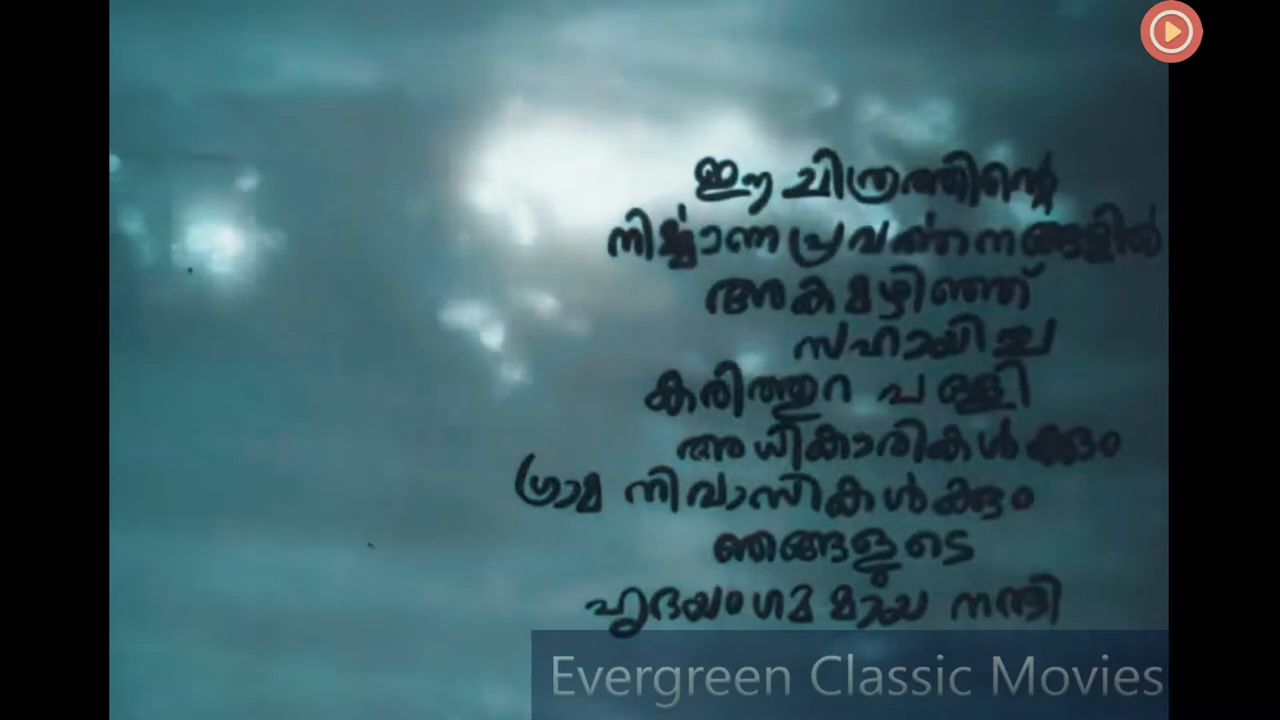 ഈ ചിത്രത്തിന്റെ
നിർമ്മാണ പ്രവർത്തനങ്ങളിൽ
അകമഴിഞ്ഞ്
സഹായിച്ച
കരിത്തുറ പള്ളി
അധികാരികൾക്കും
ഗ്രാമ നിവാസികൾക്കും
ഞങ്ങളുടെ
ഹൃദയംഗമമായ നന്ദി
Evergreen Classic Movies